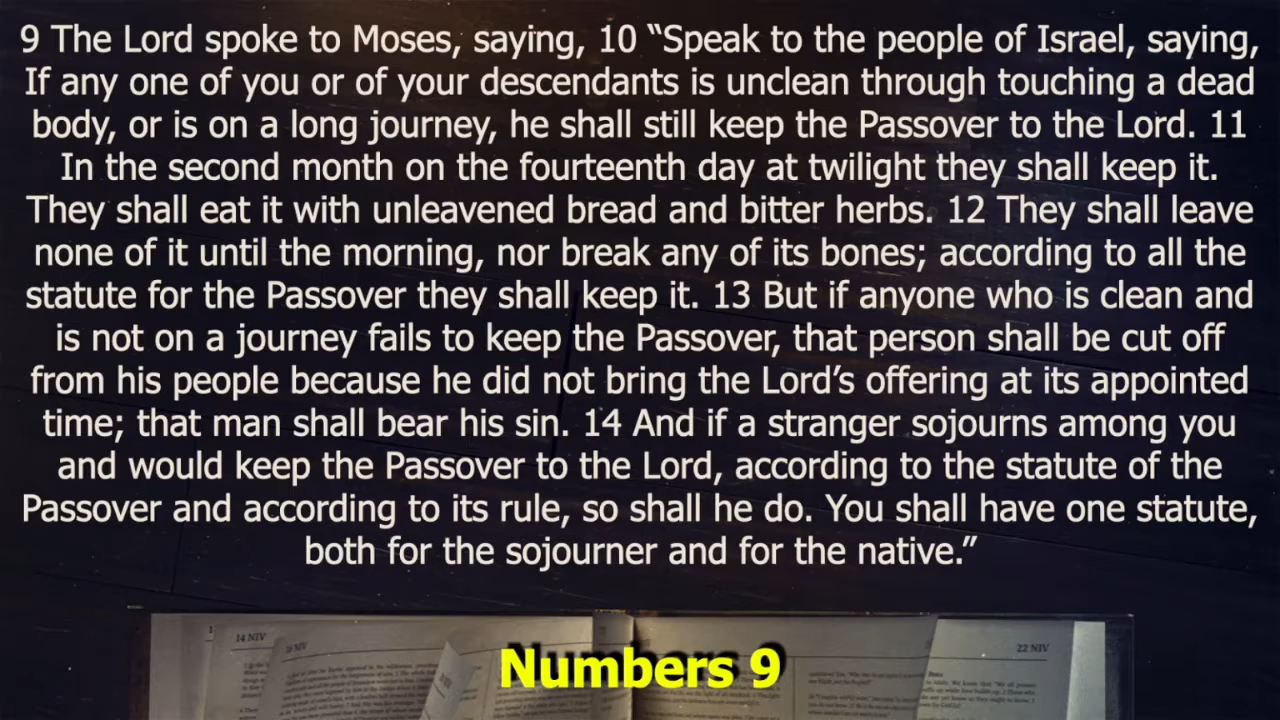 9 The Lord spoke to Moses, saying, 10 “Speak to the people of Israel, saying,
If any one of you or of your descendants is unclean through touching a dead
body, or is on a long journey, he shall still keep the Passover to the Lord. 11
In the second month on the fourteenth day at twilight they shall keep it.
They shall eat it with unleavened bread and bitter herbs. 12 They shall leave
none of it until the morning, nor break any of its bones; according to all the
statute for the Passover they shall keep it. 13 But if anyone who is clean and
is not on a journey fails to keep the Passover, that person shall be cut off
from his people because he did not bring the Lord’s offering at its appointed
time; that man shall bear his sin. 14 And if a stranger sojourns among you
and would keep the Passover to the Lord, according to the statute of the
Passover and according to its rule, so shall he do. You shall have one statute,
both for the sojourner and for the native.”
14 NIV
22 NIV
Numbers 9